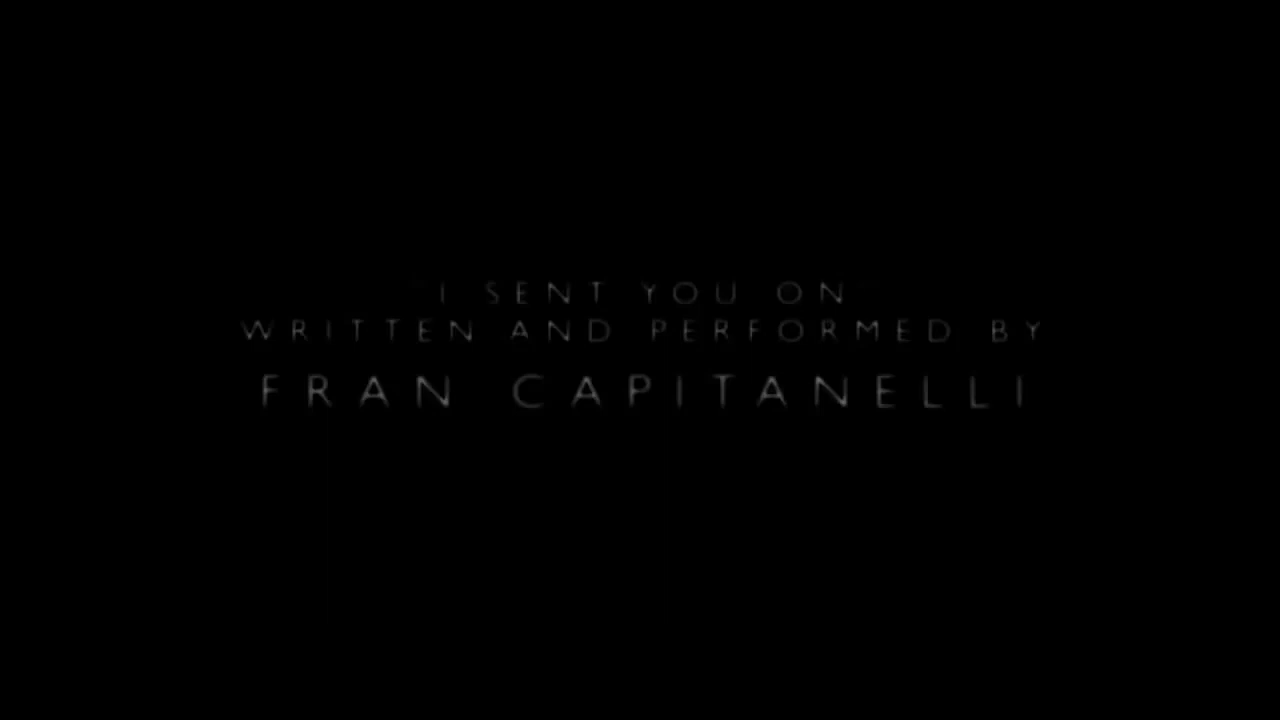 "I SENT YOU ON"
WRITTEN AND PERFORMED BY
FRAN CAPITANELLI